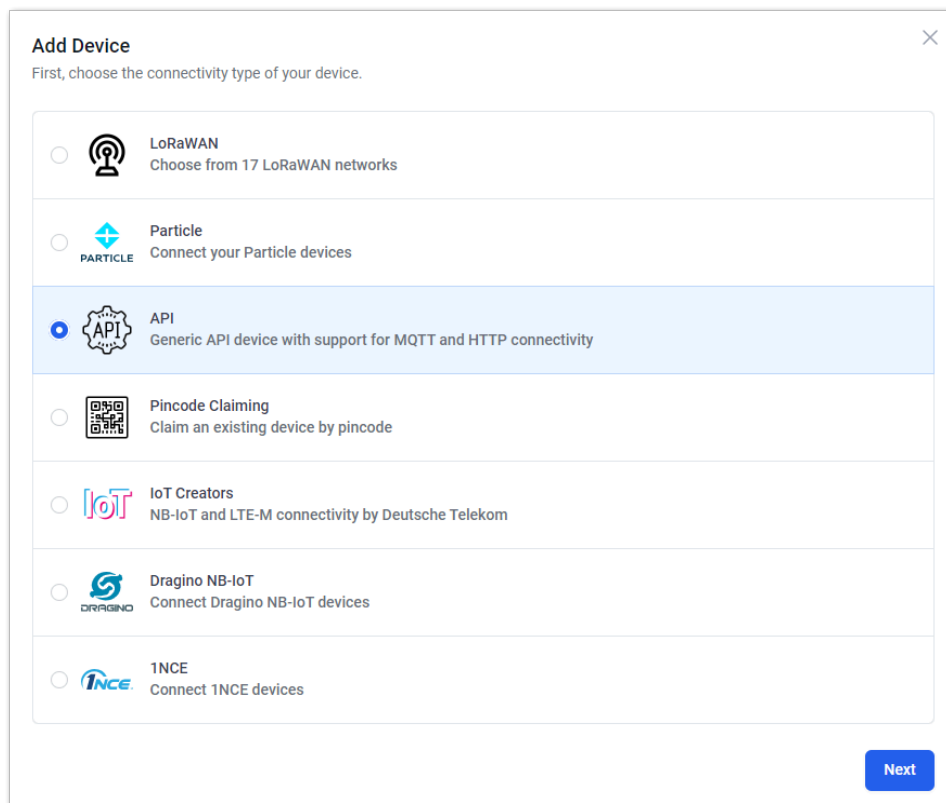 Add Device
First, choose the connectivity type of your device.
LoRaWAN
Choose from 17 LoRaWAN networks
PARTICLE
Particle
Connect your Particle devices
API
API
Generic API device with support for MQTT and HTTP connectivity
Pincode Claiming
Claim an existing device by pincode
IoT
IoT Creators
NB-IoT and LTE-M connectivity by Deutsche Telekom
DRAGINO
Dragino NB-IoT
Connect Dragino NB-IoT devices
1NCE
1NCE
Connect 1NCE devices
Next